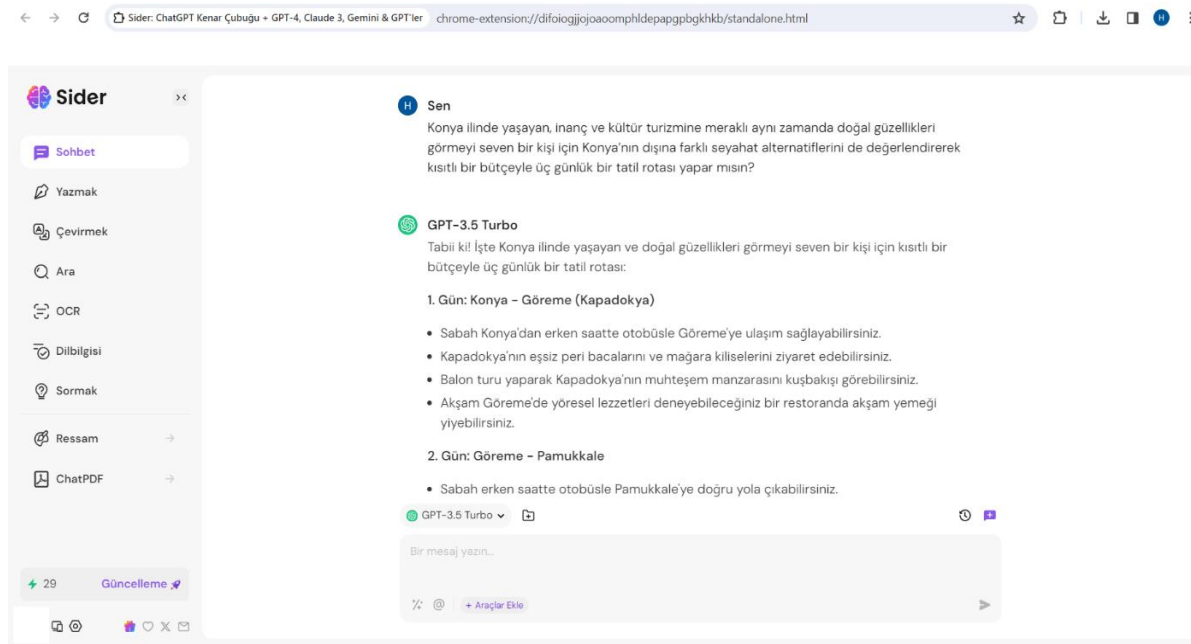 Sider: ChatGPT Kenar Çubuğu + GPT-4, Claude 3, Gemini & GPT'ler
chrome-extension://difoiogjjojoaoomphldepapgpbgkhkb/standalone.html
H
Sider
Sohbet
Yazmak
Çevirmek
Ara
OCR
Dilbilgisi
Sormak
Ressam
ChatPDF
29
Güncelleme
H
Sen
Konya ilinde yaşayan, inanç ve kültür turizmine meraklı aynı zamanda doğal güzellikleri
görmeyi seven bir kişi için Konya'nın dışına farklı seyahat alternatiflerini de değerlendirerek
kısıtlı bir bütçeyle üç günlük bir tatil rotası yapar mısın?
GPT-3.5 Turbo
Tabii ki! İşte Konya ilinde yaşayan ve doğal güzellikleri görmeyi seven bir kişi için kısıtlı bir
bütçeyle üç günlük bir tatil rotası:
1. Gün: Konya - Göreme (Kapadokya)
• Sabah Konya'dan erken saatte otobüsle Göreme'ye ulaşım sağlayabilirsiniz.
• Kapadokya'nın eşsiz peri bacalarını ve mağara kiliselerini ziyaret edebilirsiniz.
• Balon turu yaparak Kapadokya'nın muhteşem manzarasını kuşbakışı görebilirsiniz.
• Akşam Göreme'de yöresel lezzetleri deneyebileceğiniz bir restoranda akşam yemeği
yiyebilirsiniz.
2. Gün: Göreme - Pamukkale
• Sabah erken saatte otobüsle Pamukkale'ye doğru yola çıkabilirsiniz.
GPT-3.5 Turbo
Bir mesaj yazın...
+ Araçlar Ekle